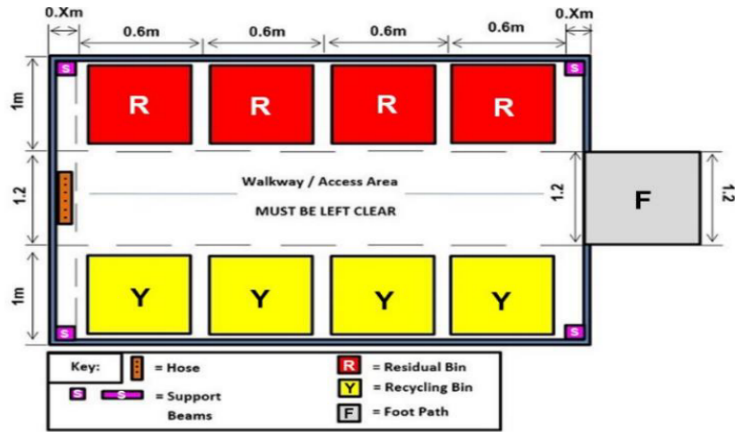 0.Xm 0.6m 0.6m 0.6m 0.6m 0.Xm
S S
1m R R R R
1.2 Walkway / Access Area 1.2 F 1.2
MUST BE LEFT CLEAR
1m Y Y Y Y
S S
Key: = Hose R = Residual Bin
S S = Support Y = Recycling Bin
Beams F = Foot Path